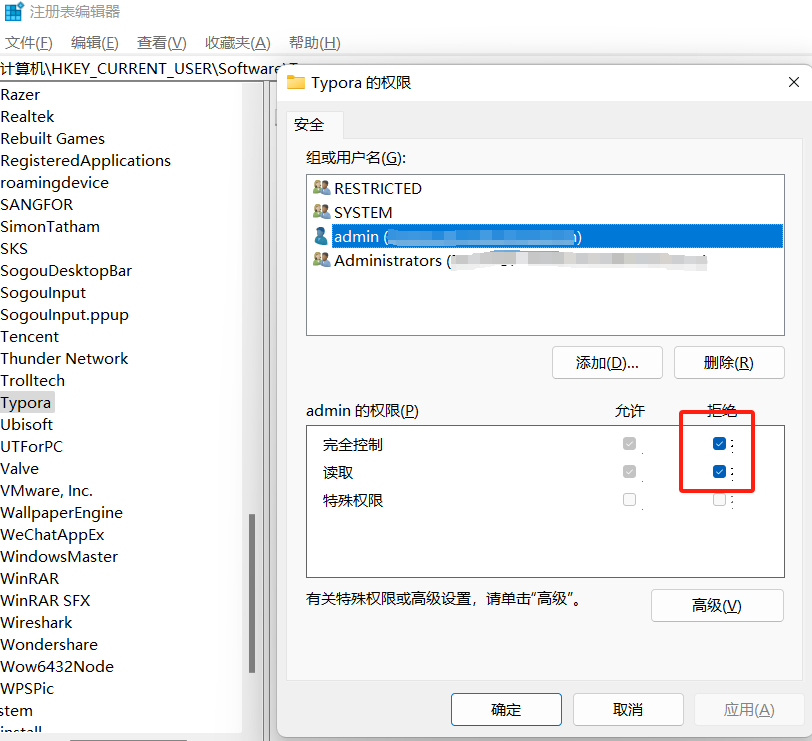 注册表编辑器
文件(F) 编辑(E) 查看(V) 收藏夹(A) 帮助(H)
计算机\HKEY_CURRENT_USER\Software\
Razer
Realtek
Rebuilt Games
RegisteredApplications
roamingdevice
SANGFOR
SimonTatham
SKS
SogouDesktopBar
SogouInput
SogouInput.ppup
Tencent
Thunder Network
Trolltech
Typora
Ubisoft
UTForPC
Valve
VMware, Inc.
WallpaperEngine
WeChatAppEx
WindowsMaster
WinRAR
WinRAR SFX
Wireshark
Wondershare
Wow6432Node
WPSPic
stem
install
Typora 的权限
安全
组或用户名(G):
RESTRICTED
SYSTEM
admin (
Administrators (
添加(D)...
删除(R)
admin 的权限(P) 允许 拒绝
完全控制
读取
特殊权限
有关特殊权限或高级设置，请单击“高级”。
高级(V)
确定
取消
应用(A)